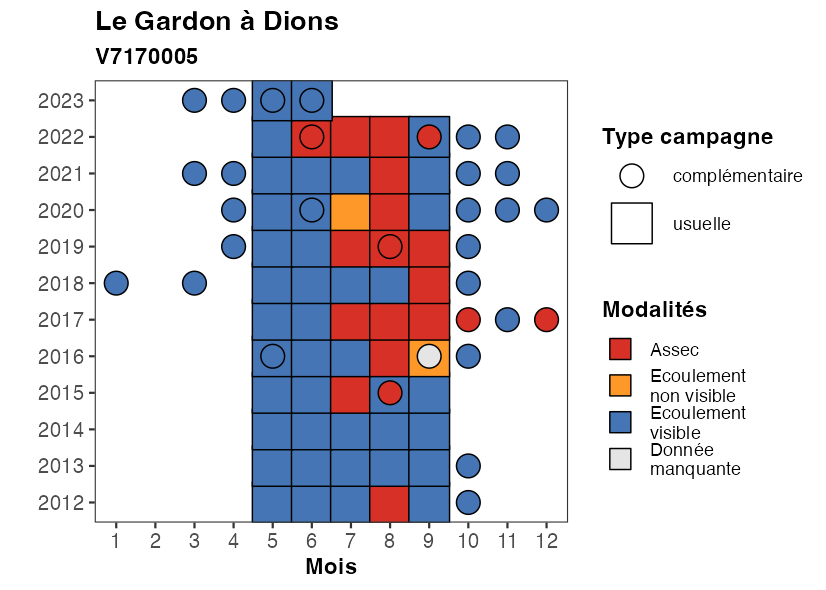 Le Gardon à Dions
V7170005
2023
2022
2021
2020
2019
2018
2017
2016
2015
2014
2013
2012
1 2 3 4 5 6 7 8 9 10 11 12
Mois
Type campagne
complémentaire
usuelle
Modalités
Assec
Ecoulement
non visible
Ecoulement
visible
Donnée
manquante